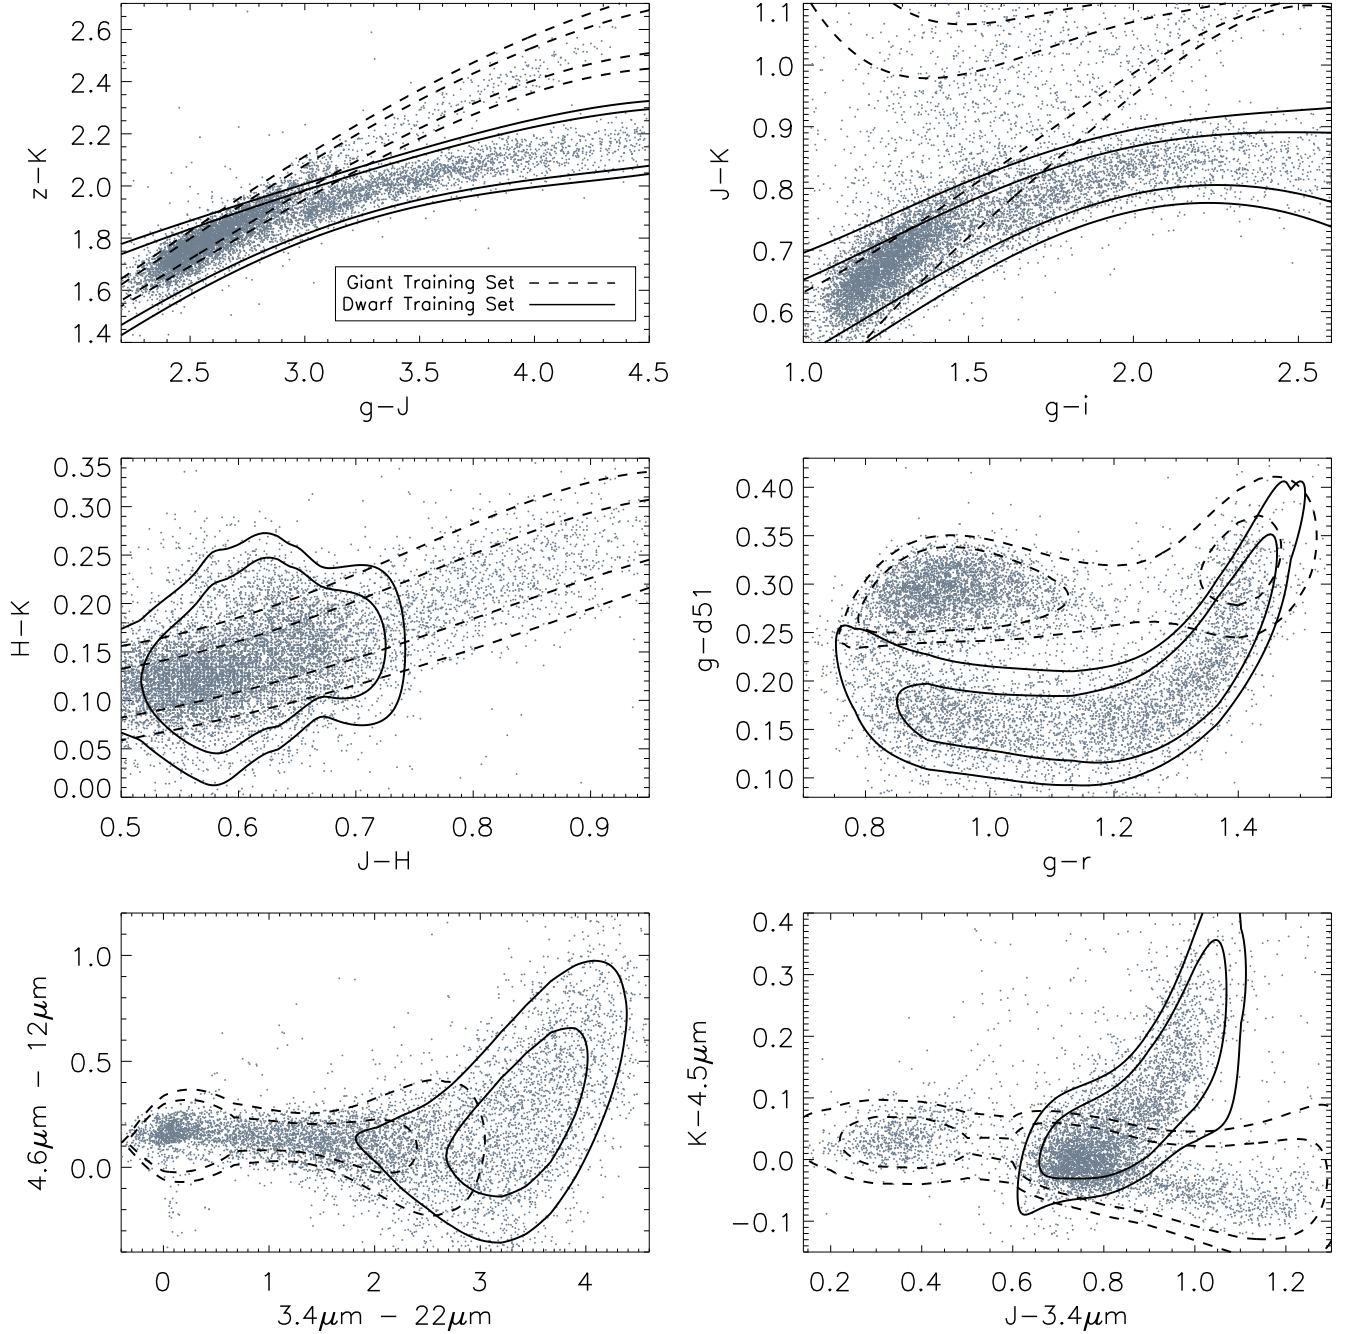 2.6
2.4
2.2
2.0
1.8
1.6
1.4
z−K
Giant Training Set
Dwarf Training Set
2.5 3.0 3.5 4.0 4.5
g−J
1.1
1.0
0.9
0.8
0.7
0.6
J−K
1.0 1.5 2.0 2.5
g−i
0.35
0.30
0.25
0.20
0.15
0.10
0.05
0.00
H−K
0.5 0.6 0.7 0.8 0.9
J−H
0.40
0.35
0.30
0.25
0.20
0.15
0.10
g−d51
0.8 1.0 1.2 1.4
g−r
1.0
0.5
0.0
4.6μm − 12μm
0 1 2 3 4
3.4μm − 22μm
0.4
0.3
0.2
0.1
0.0
−0.1
K−4.5μm
0.2 0.4 0.6 0.8 1.0 1.2
J−3.4μm